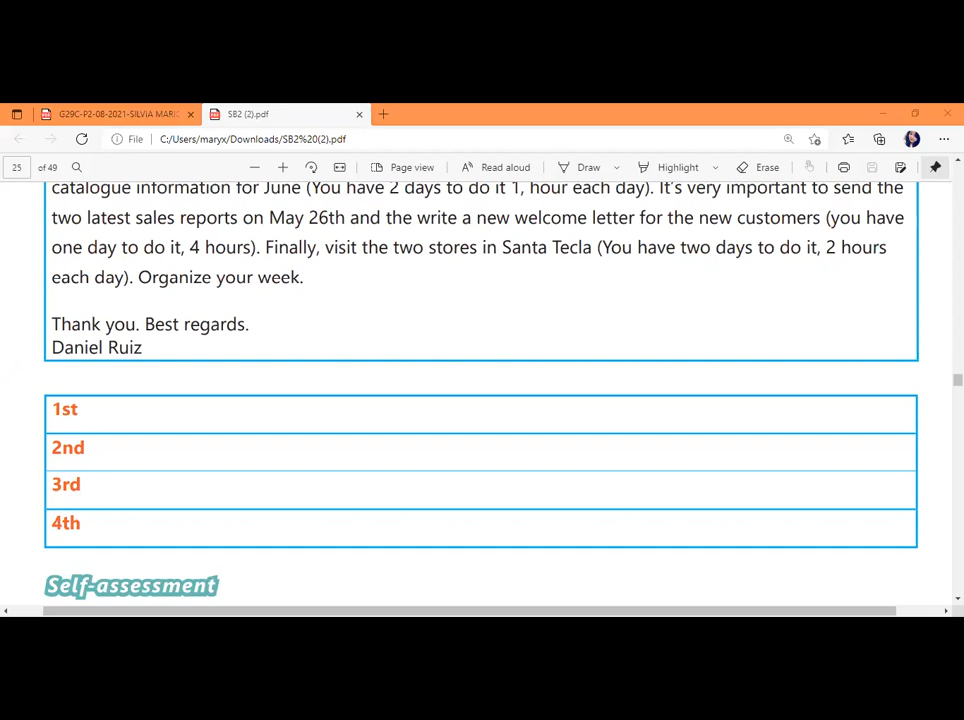 G29C-P2-08-2021-SILVIA MARIC
SB2 (2).pdf
File
C:/Users/maryx/Downloads/SB2%20(2).pdf
25 of 49
Page view
Read aloud
Draw
Highlight
Erase
catalogue information for June (You have 2 days to do it 1, hour each day). It's very important to send the
two latest sales reports on May 26th and the write a new welcome letter for the new customers (you have
one day to do it, 4 hours). Finally, visit the two stores in Santa Tecla (You have two days to do it, 2 hours
each day). Organize your week.
Thank you. Best regards.
Daniel Ruiz
1st
2nd
3rd
4th
Self-assessment